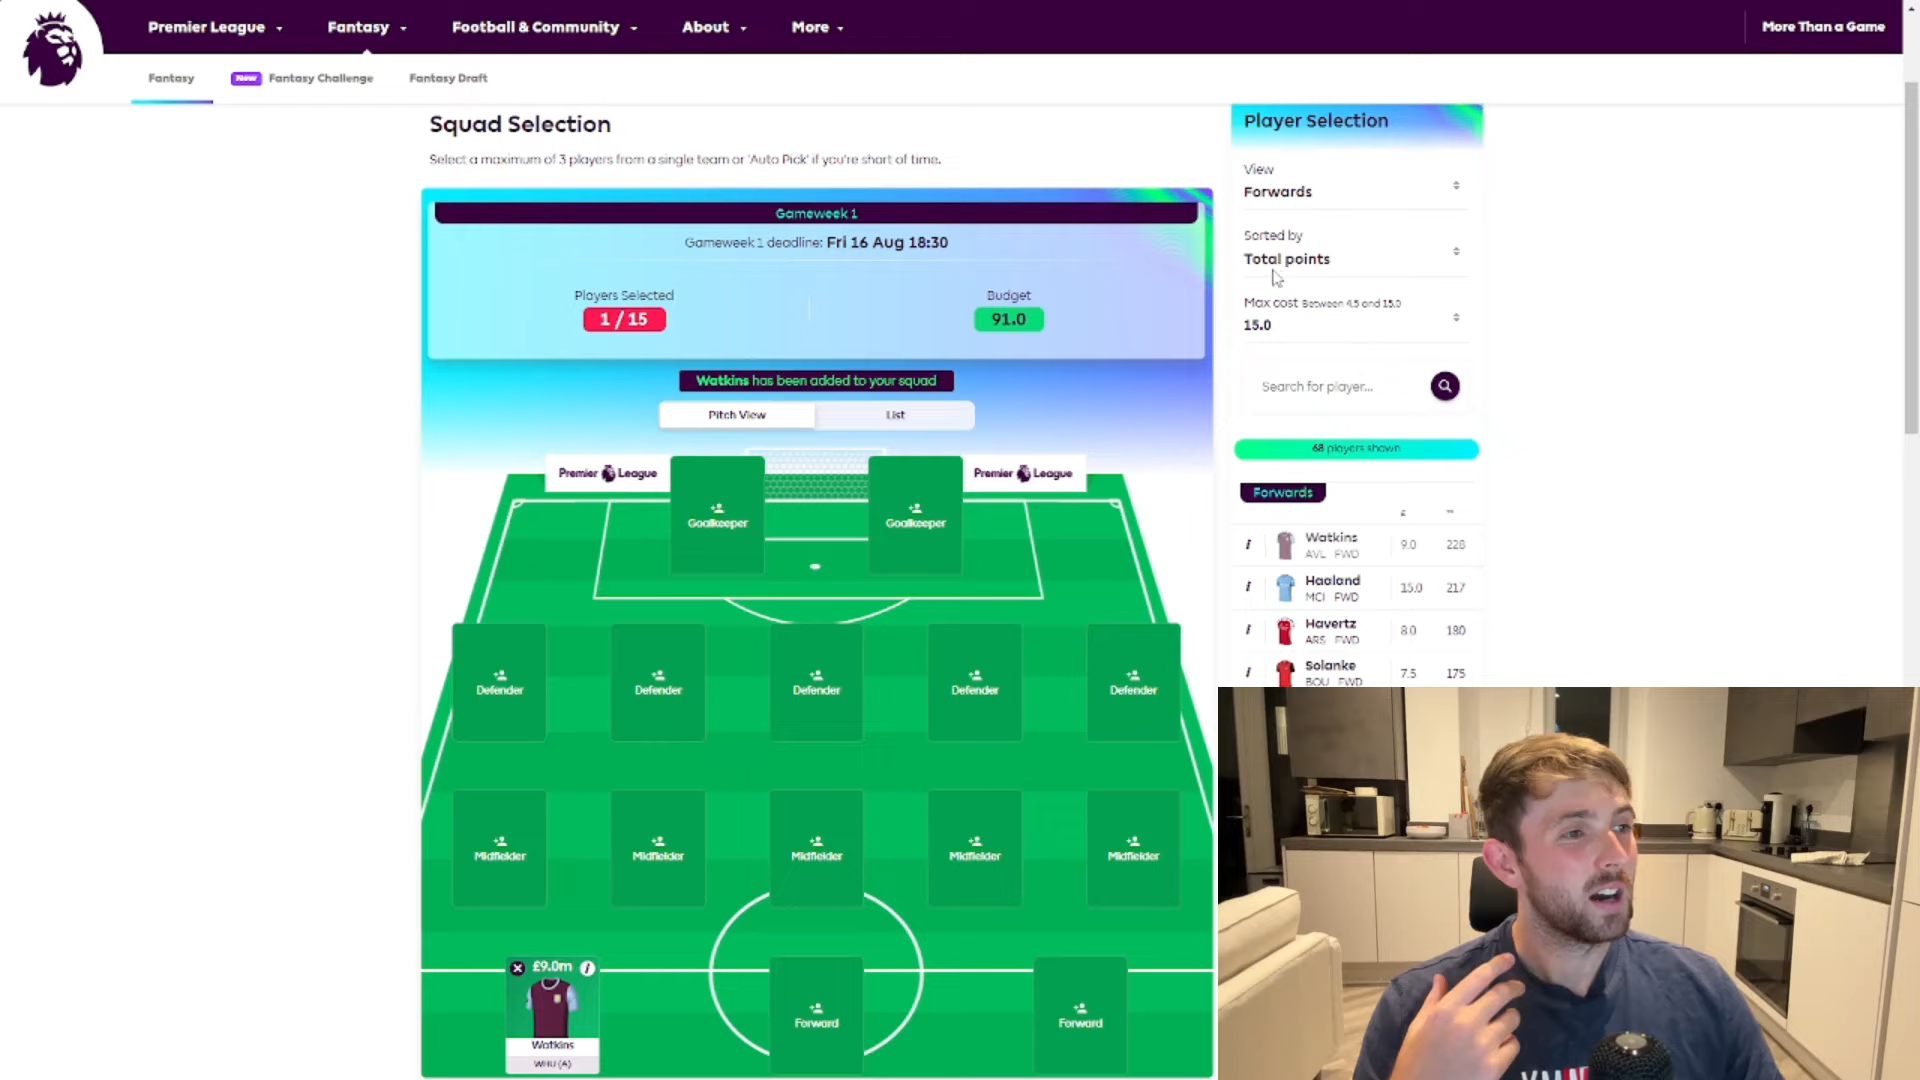 Premier League
Fantasy
Football & Community
About
More
More Than a Game
Fantasy
New Fantasy Challenge
Fantasy Draft
Squad Selection
Select a maximum of 3 players from a single team or 'Auto Pick' if you're short of time.
Gameweek 1
Gameweek 1 deadline: Fri 16 Aug 18:30
Players Selected
1 / 15
Budget
91.0
Watkins has been added to your squad
Pitch View
List
Premier League
Premier League
Goalkeeper
Goalkeeper
Defender
Defender
Defender
Defender
Defender
Midfielder
Midfielder
Midfielder
Midfielder
Midfielder
£9.0m
Watkins
WHU (A)
Forward
Forward
Player Selection
View
Forwards
Sorted by
Total points
Max cost Between 4.5 and 15.0
15.0
Search for player...
68 players shown
Forwards
£
Watkins 9.0 228
AVL FWD
Haaland 15.0 217
MCI FWD
Havertz 8.0 180
ARS FWD
Solanke 7.5 175
BOU FWD